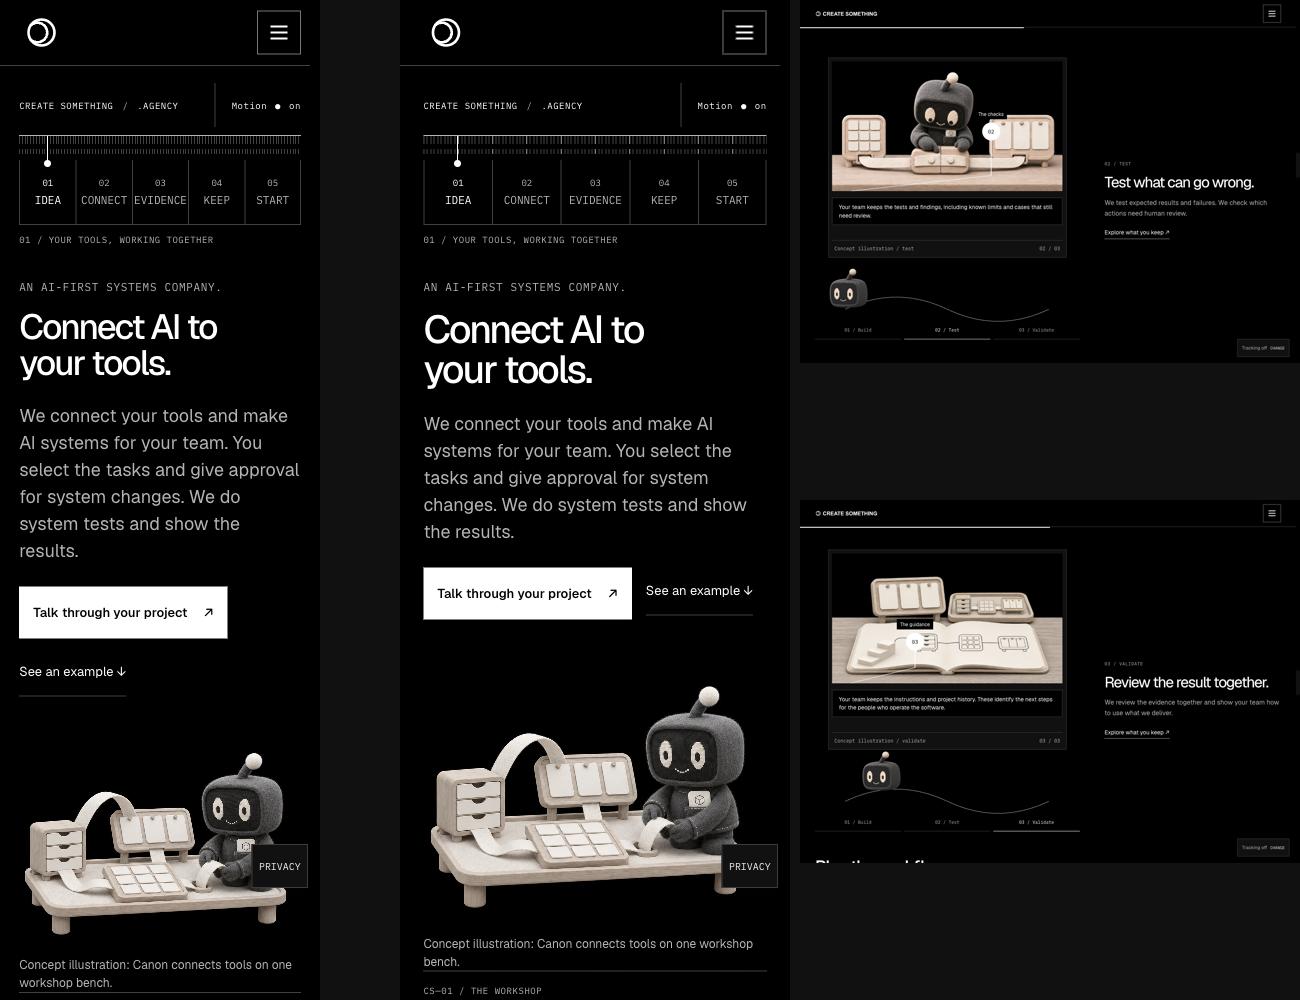 CREATE SOMETHING / .AGENCY
Motion ● on
01 02 03 04 05
IDEA CONNECT EVIDENCE KEEP START
01 / YOUR TOOLS, WORKING TOGETHER
AN AI-FIRST SYSTEMS COMPANY.
Connect AI to
your tools.
We connect your tools and make
AI systems for your team. You
select the tasks and give approval
for system changes. We do
system tests and show the
results.
Talk through your project ↗
See an example ↓
PRIVACY
Concept illustration: Canon connects tools on one
workshop bench.
CREATE SOMETHING / .AGENCY
Motion ● on
01 02 03 04 05
IDEA CONNECT EVIDENCE KEEP START
01 / YOUR TOOLS, WORKING TOGETHER
AN AI-FIRST SYSTEMS COMPANY.
Connect AI to
your tools.
We connect your tools and make AI
systems for your team. You select the
tasks and give approval for system
changes. We do system tests and show
the results.
Talk through your project ↗ See an example ↓
PRIVACY
Concept illustration: Canon connects tools on one workshop
bench.
CS—01 / THE WORKSHOP
CREATE SOMETHING
The checks
02
Your team keeps the tests and findings, including known limits and cases that still
need review.
Concept illustration / test 02 / 03
02 / TEST
Test what can go wrong.
We test expected results and failures. We check which
actions need human review.
Explore what you keep ↗
01 / Build 02 / Test 03 / Validate
Tracking off CHANGE
CREATE SOMETHING
The guidance
03
Your team keeps the instructions and project history. These identify the next steps
for the people who operate the software.
Concept illustration / validate 03 / 03
03 / VALIDATE
Review the result together.
We review the evidence together and show your team how
to use what we deliver.
Explore what you keep ↗
01 / Build 02 / Test 03 / Validate
Tracking off CHANGE